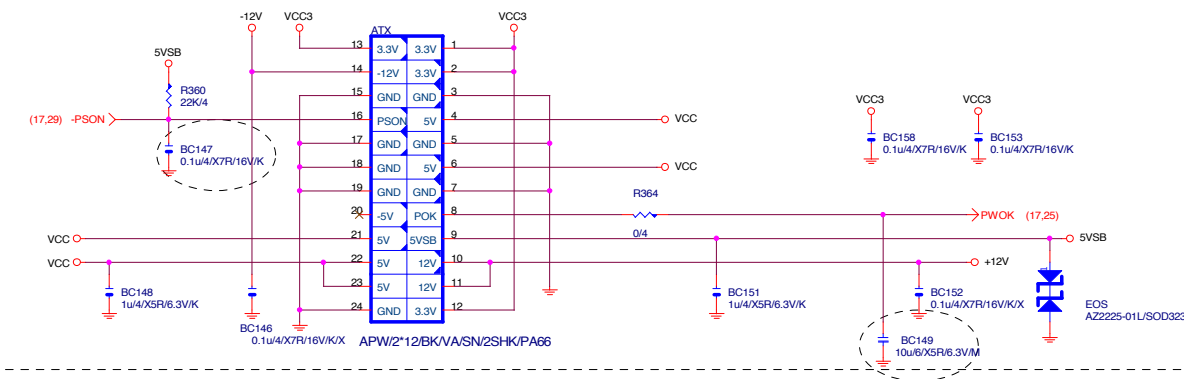 -12V VCC3 VCC3
ATX
5VSB
R360
22K/4
(17,29) -PSON
BC147
0.1u/4/X7R/16V/K
13 3.3V 3.3V 1
14 -12V 3.3V 2
15 GND GND 3
16 PSON 5V 4 VCC
17 GND GND 5
18 GND 5V 6 VCC
19 GND GND 7
20 -5V POK 8
VCC 21 5V 5VSB 9 5VSB
VCC 22 5V 12V 10 +12V
23 5V 12V 11
24 GND 3.3V 12
R364
0/4
PWOK (17,25)
VCC3 VCC3
BC158
0.1u/4/X7R/16V/K
BC153
0.1u/4/X7R/16V/K
BC148
1u/4/X5R/6.3V/K
BC146
0.1u/4/X7R/16V/K/X
APW/2*12/BK/VA/SN/2SHK/PA66
BC151
1u/4/X5R/6.3V/K
BC152
0.1u/4/X7R/16V/K/X
EOS
AZ2225-01L/SOD323
BC149
10u/6/X5R/6.3V/M